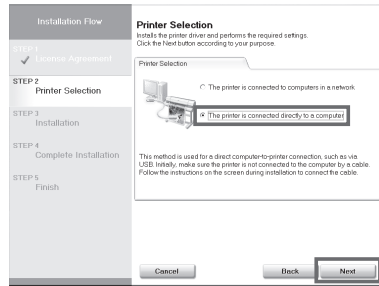 Installation Flow
STEP 1
License Agreement
STEP 2
Printer Selection
STEP 3
Installation
STEP 4
Complete Installation
STEP 5
Finish
Printer Selection
Installs the printer driver and performs the required settings.
Click the Next button according to your purpose.
Printer Selection
The printer is connected to computers in a network
The printer is connected directly to a computer
This method is used for a direct computer-to-printer connection, such as via
USB. Initially, make sure the printer is not connected to the computer by a cable.
Follow the instructions on the screen during installation to connect the cable.
Cancel
Back
Next